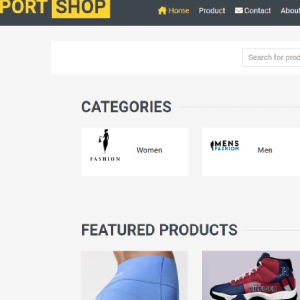 PORT SHOP
Home Product Contact About
Search for prod
CATEGORIES
FASHION
Women
MENS
FASHION
Men
FEATURED PRODUCTS